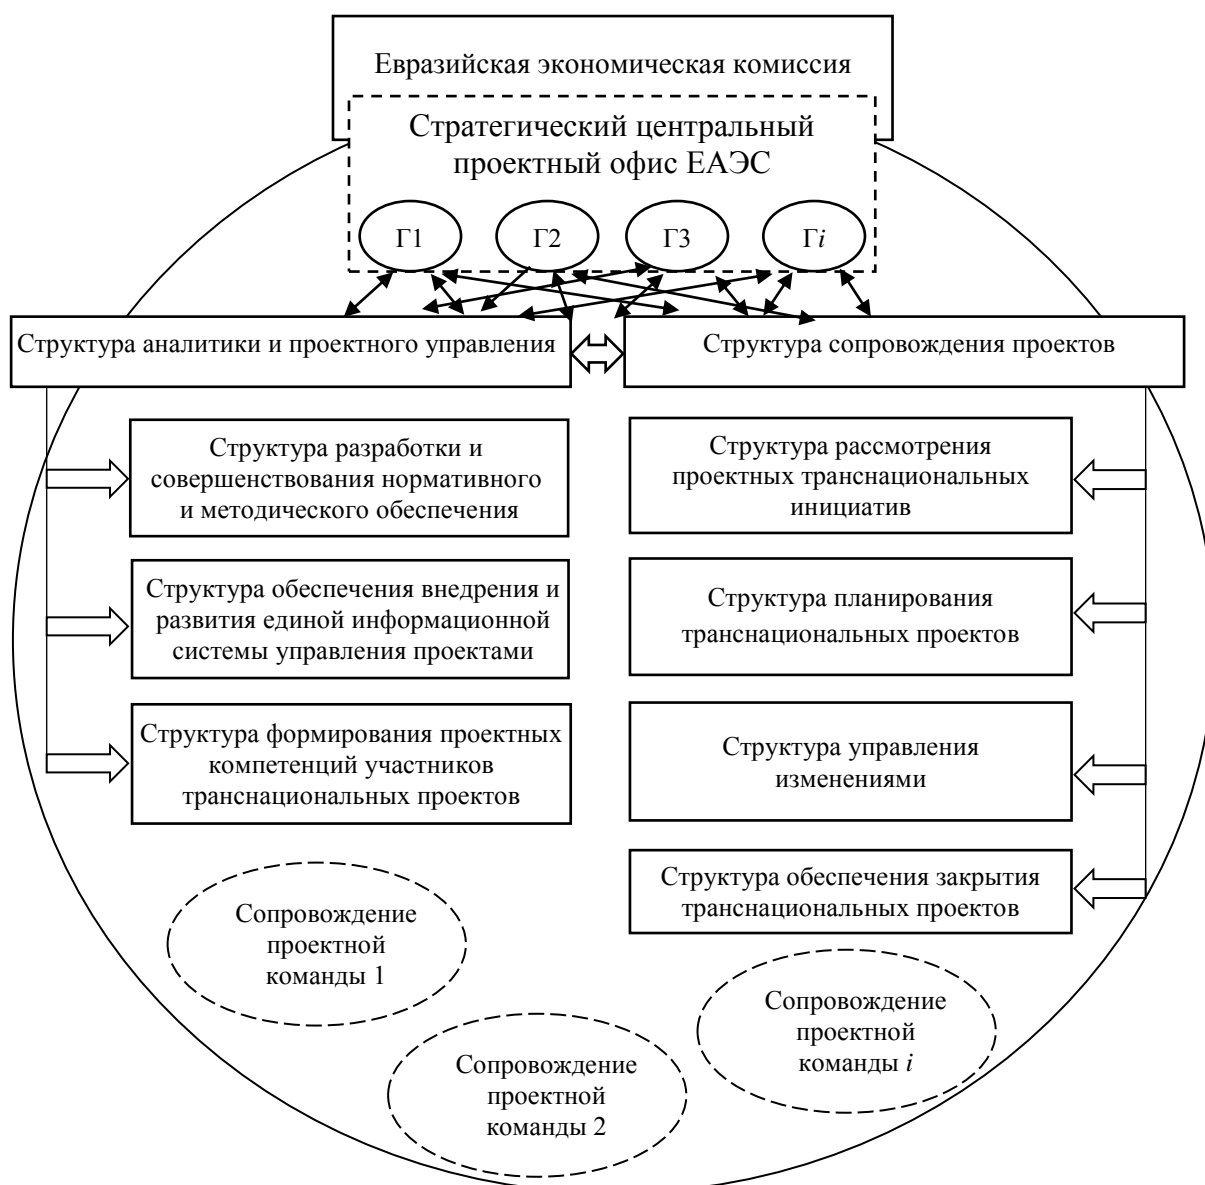 Евразийская экономическая комиссия
Стратегический центральный
проектный офис ЕАЭС
Г1
Г2
Г3
Гi
Структура аналитики и проектного управления
Структура сопровождения проектов
Структура разработки и
совершенствования нормативного
и методического обеспечения
Структура рассмотрения
проектных транснациональных
инициатив
Структура обеспечения внедрения и
развития единой информационной
системы управления проектами
Структура планирования
транснациональных проектов
Структура формирования проектных
компетенций участников
транснациональных проектов
Структура управления
изменениями
Структура обеспечения закрытия
транснациональных проектов
Сопровождение
проектной
команды 1
Сопровождение
проектной
команды 2
Сопровождение
проектной
команды i